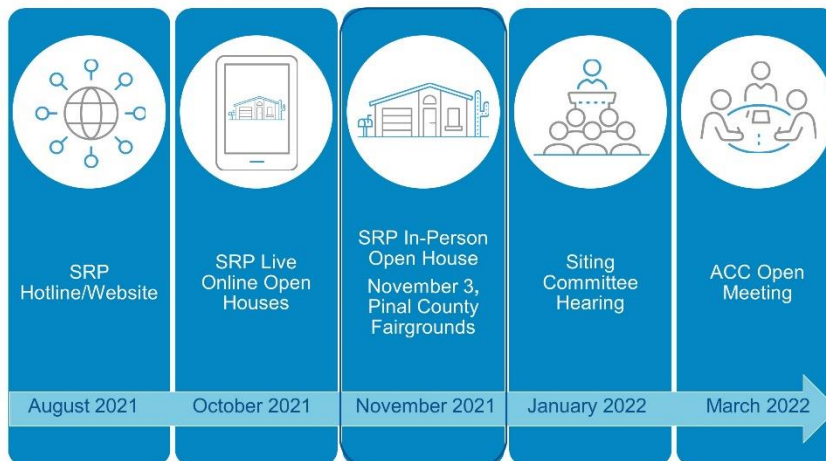 SRP
Hotline/Website
August 2021
SRP Live
Online Open
Houses
October 2021
SRP In-Person
Open House
November 3,
Pinal County
Fairgrounds
November 2021
Siting
Committee
Hearing
January 2022
ACC Open
Meeting
March 2022